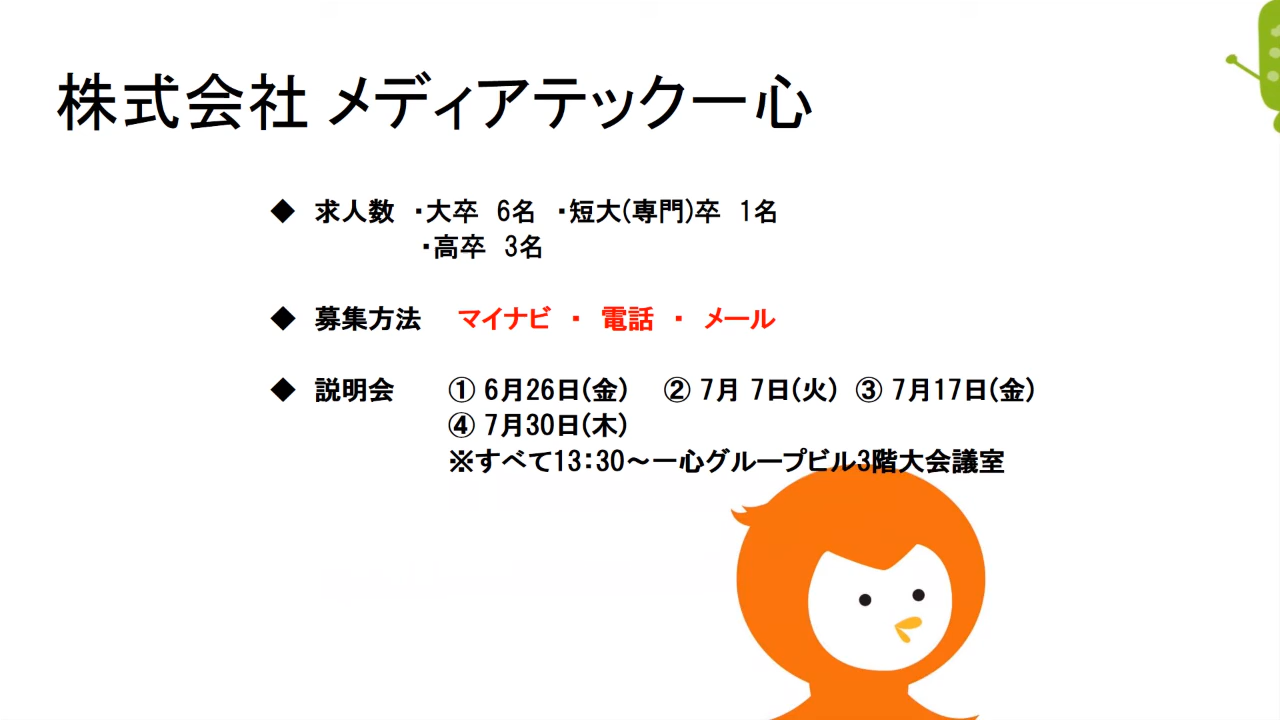 株式会社 メディアテック一心
◆ 求人数 ・大卒 6名 ・短大(専門)卒 1名
・高卒 3名
◆ 募集方法 マイナビ ・ 電話 ・ メール
◆ 説明会 ① 6月26日(金) ② 7月 7日(火) ③ 7月17日(金)
④ 7月30日(木)
※すべて13:30～一心グループビル3階大会議室